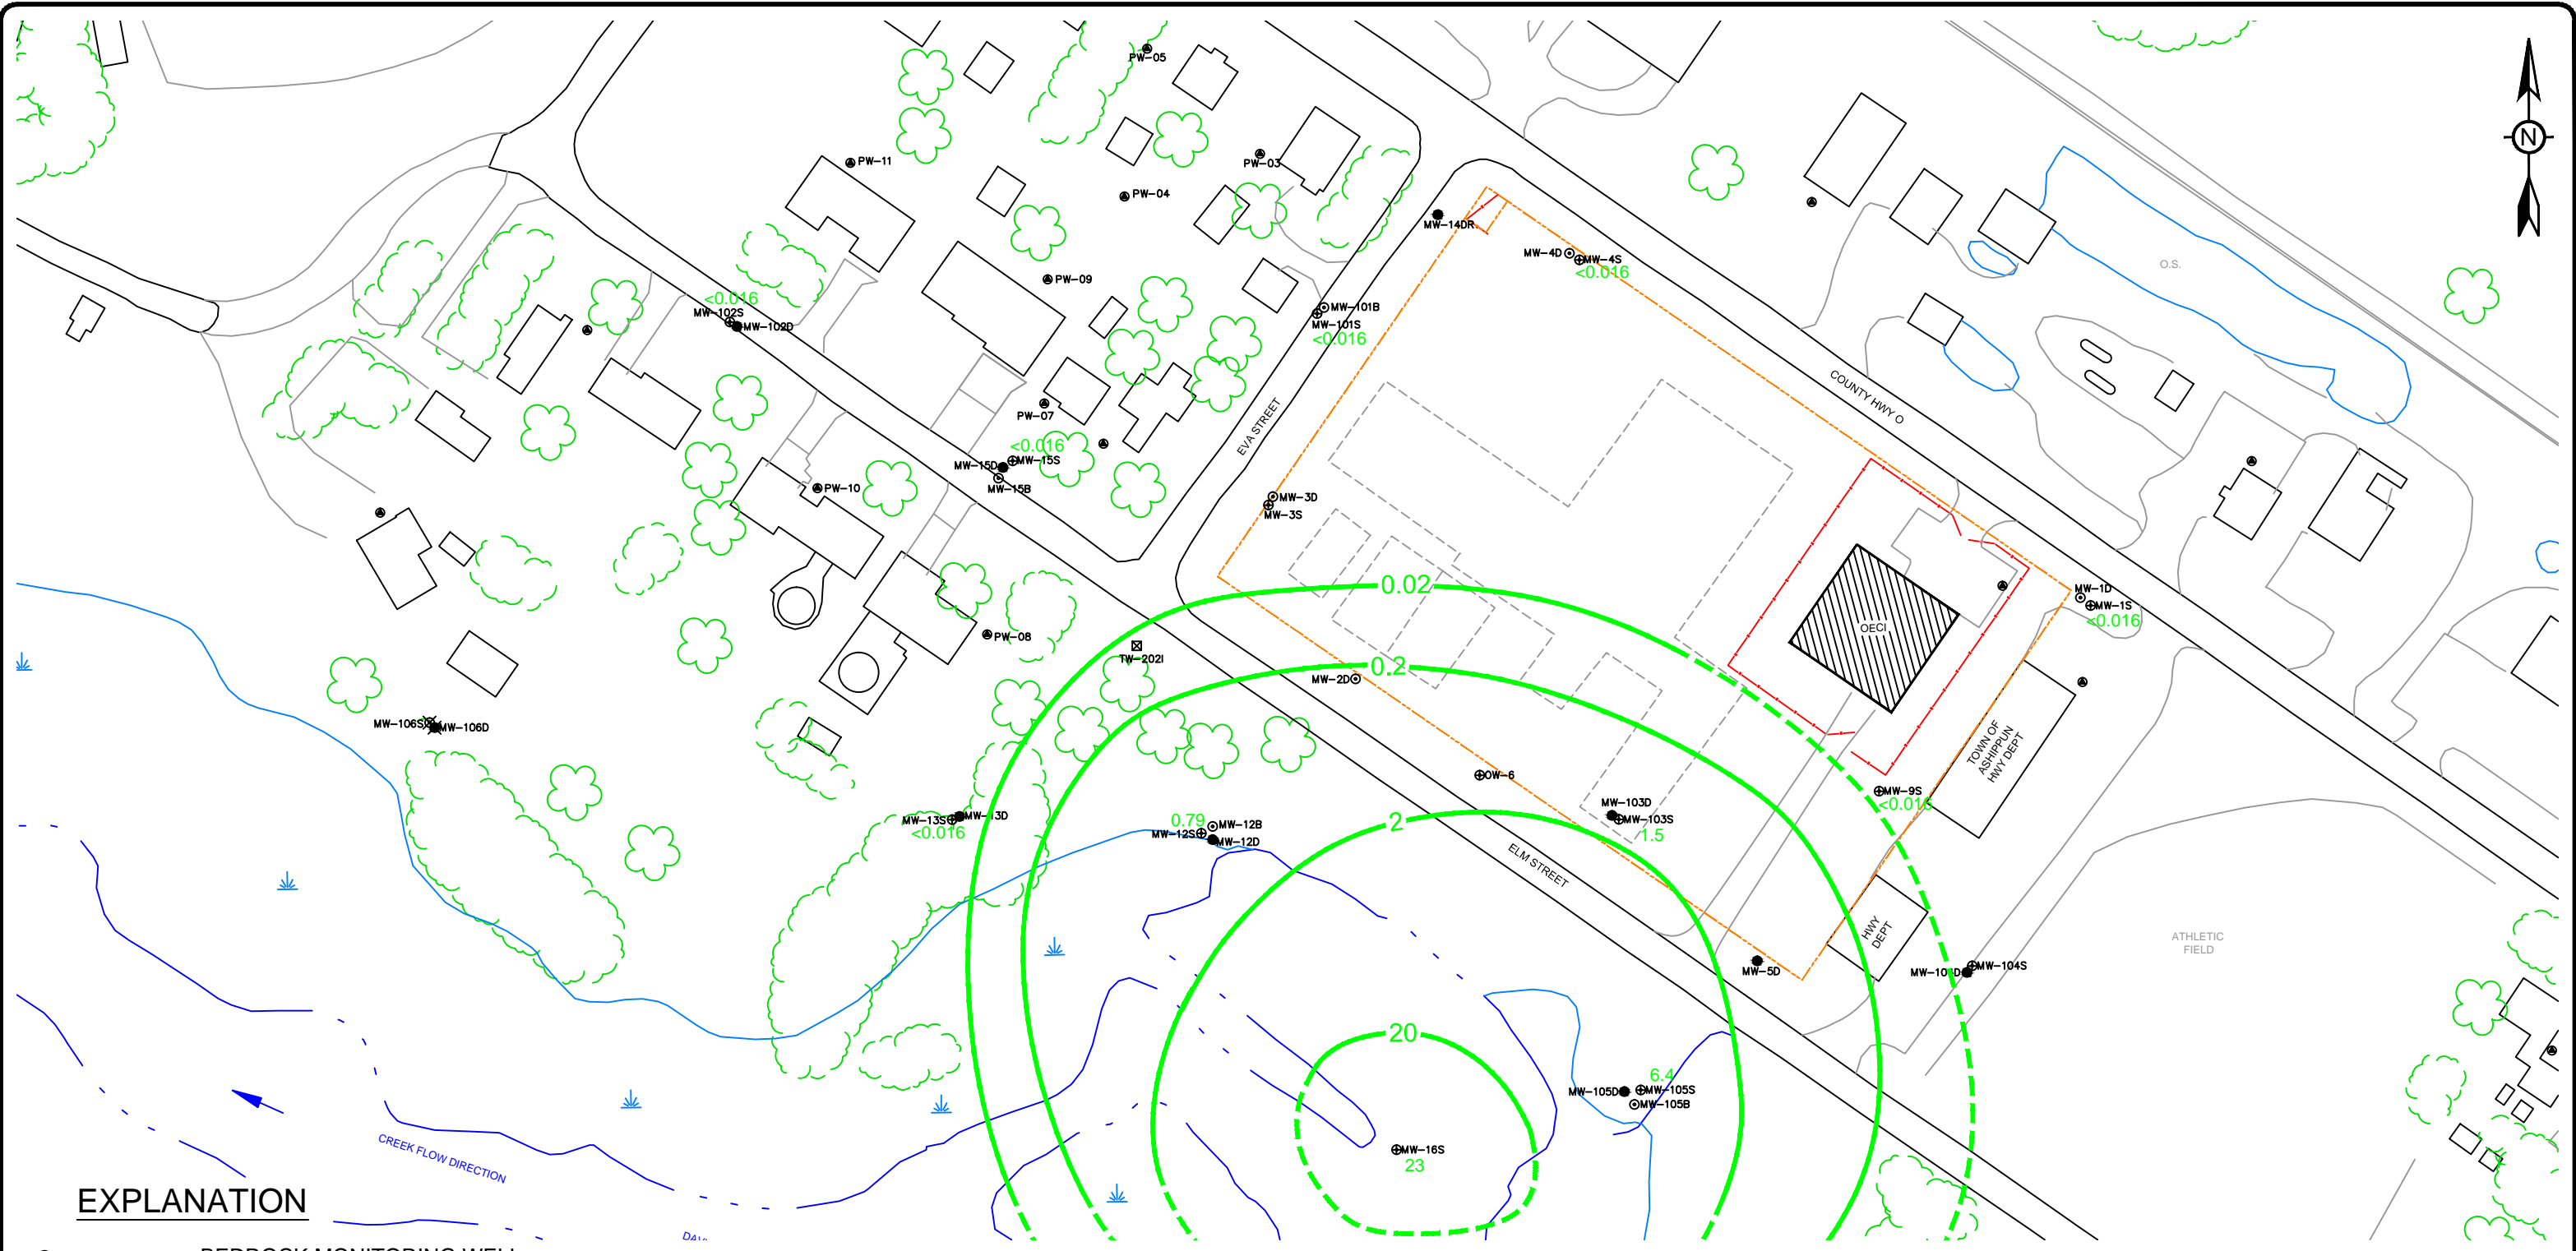 PW-05
N
PW-11
PW-03
PW-04
MW-14DR
MW-4D
MW-4S
<0.016
O.S.
PW-09
<0.016
MW-102S
MW-102D
MW-101B
MW-101S
<0.016
COUNTY HWY O
PW-07
EVA STREET
<0.016
MW-15D
MW-15S
MW-15B
PW-10
MW-3D
MW-3S
0.02
MW-1D
MW-1S
<0.016
OECI
PW-08
TW-202I
0.2
MW-2D
MW-106S
MW-106D
TOWN OF
ASHIPPUN
HWY DEPT
OW-6
MW-9S
<0.016
MW-103D
MW-103S
1.5
MW-13S
MW-13D
<0.016
0.79
MW-12B
MW-12S
MW-12D
2
ELM STREET
HWY
DEPT
ATHLETIC
FIELD
MW-5D
MW-104S
20
6.4
MW-105D
MW-105S
MW-105B
MW-16S
23
CREEK FLOW DIRECTION
EXPLANATION
BEDROCK MONITORING WELL